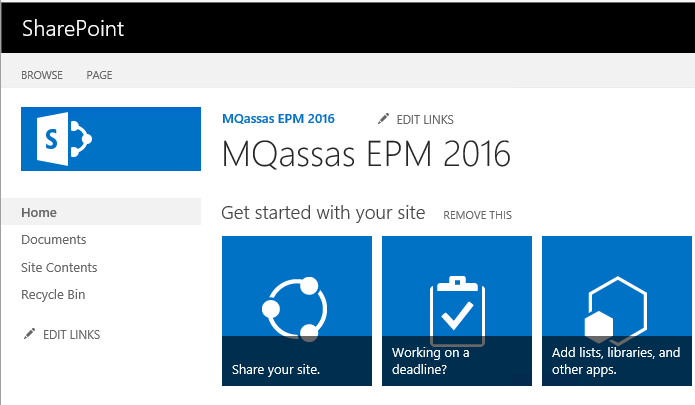 SharePoint
BROWSE PAGE
S
MQassas EPM 2016 EDIT LINKS
MQassas EPM 2016
Home
Documents
Site Contents
Recycle Bin
EDIT LINKS
Get started with your site REMOVE THIS
Share your site.
Working on a
deadline?
Add lists, libraries, and
other apps.